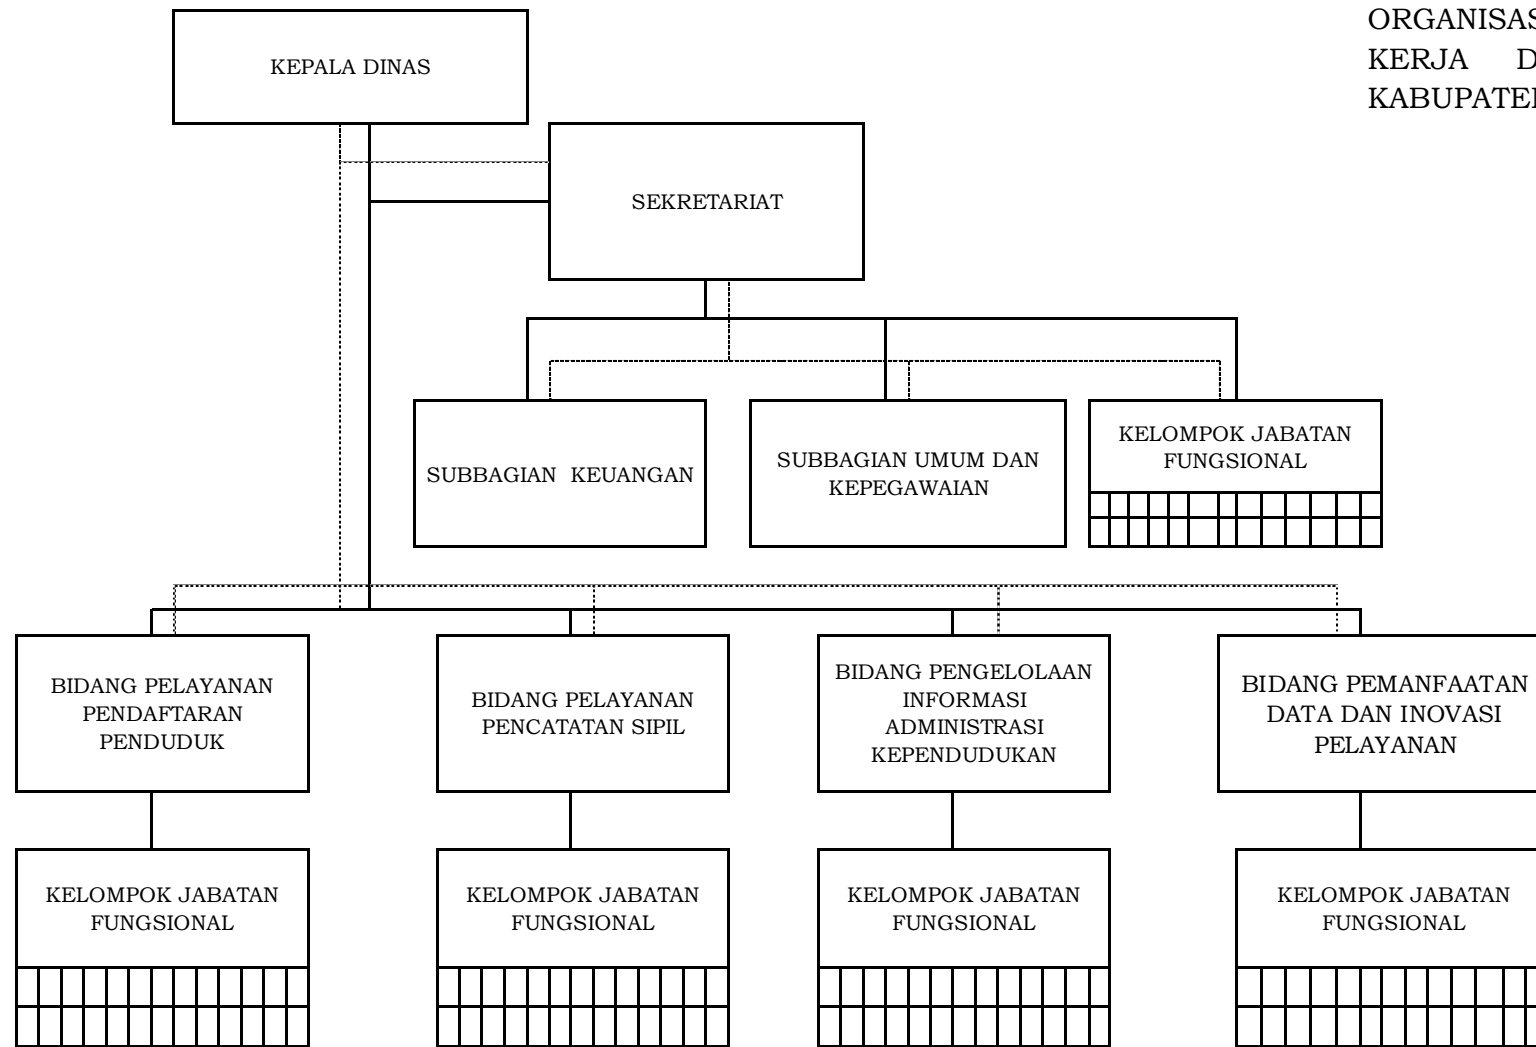 ORGANISAS
KERJA D
KABUPATE
KEPALA DINAS
SEKRETARIAT
SUBBAGIAN KEUANGAN
SUBBAGIAN UMUM DAN
KEPEGAWAIAN
KELOMPOK JABATAN
FUNGSIONAL
BIDANG PELAYANAN
PENDAFTARAN
PENDUDUK
BIDANG PELAYANAN
PENCATATAN SIPIL
BIDANG PENGELOLAAN
INFORMASI
ADMINISTRASI
KEPENDUDUKAN
BIDANG PEMANFAATAN
DATA DAN INOVASI
PELAYANAN
KELOMPOK JABATAN
FUNGSIONAL
KELOMPOK JABATAN
FUNGSIONAL
KELOMPOK JABATAN
FUNGSIONAL
KELOMPOK JABATAN
FUNGSIONAL